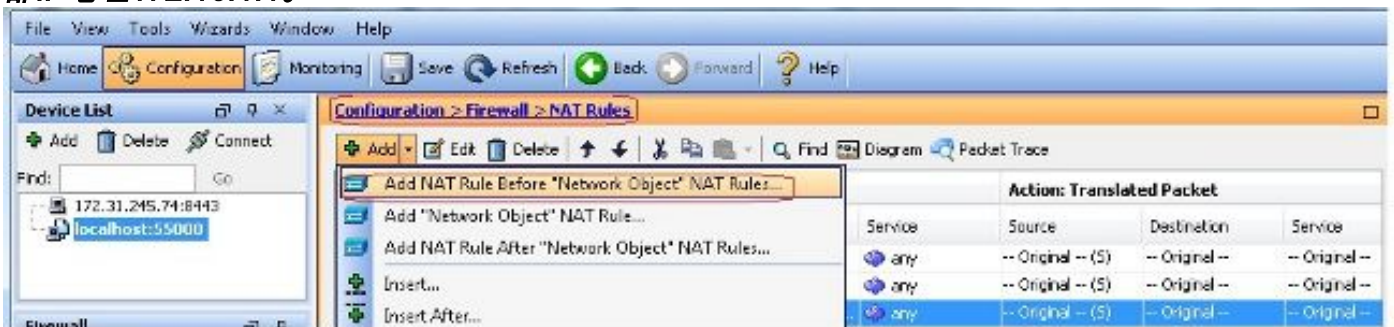 File View Tools Wizards Window Help
Home Configuration Monitoring Save Refresh Back Forward Help
Device List
Add Delete Connect
Find: Go
172.31.245.74:8443
localhost:55000
Configuration > Firewall > NAT Rules
Add Edit Delete Find Diagram Packet Trace
Add NAT Rule Before "Network Object" NAT Rules...
Add "Network Object" NAT Rule...
Add NAT Rule After "Network Object" NAT Rules...
Insert...
Insert After...
Action: Translated Packet
Service Source Destination Service
any -- Original -- (S) -- Original -- -- Original --
any -- Original -- (S) -- Original -- -- Original --
any -- Original -- (S) -- Original -- -- Original --
Firewall